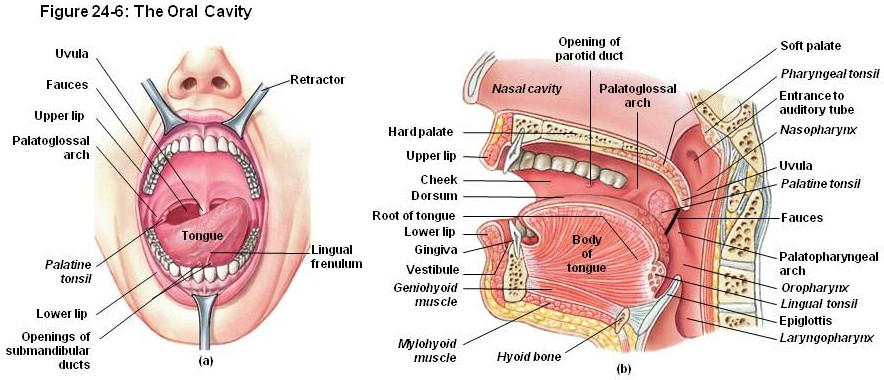 Figure 24-6: The Oral Cavity
Uvula
Fauces
Upper lip
Palatoglossal
arch
Retractor
Tongue
Palatine
tonsil
Lingual
frenulum
Lower lip
Openings of
submandibular
ducts
(a)
Opening of
parotid duct
Nasal cavity
Palatoglossal
arch
Hard palate
Upper lip
Cheek
Dorsum
Root of tongue
Lower lip
Gingiva
Vestibule
Geniohyoid
muscle
Mylohyoid
muscle
Hyoid bone
Body
of
tongue
Soft palate
Pharyngeal tonsil
Entrance to
auditory tube
Nasopharynx
Uvula
Palatine tonsil
Fauces
Palatopharyngeal
arch
Oropharynx
Lingual tonsil
Epiglottis
Laryngopharynx
(b)